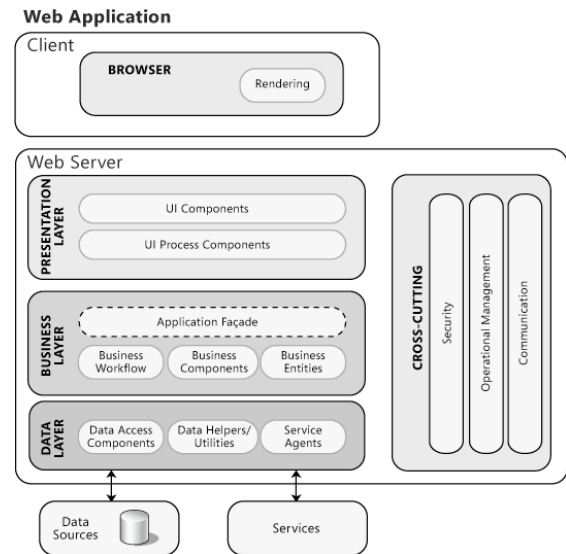 Web Application
Client
BROWSER
Rendering
Web Server
PRESENTATION
LAYER
UI Components
UI Process Components
BUSINESS
LAYER
Application Façade
Business
Workflow
Business
Components
Business
Entities
DATA
LAYER
Data Access
Components
Data Helpers/
Utilities
Service
Agents
CROSS-CUTTING
Security
Operational Management
Communication
Data
Sources
Services